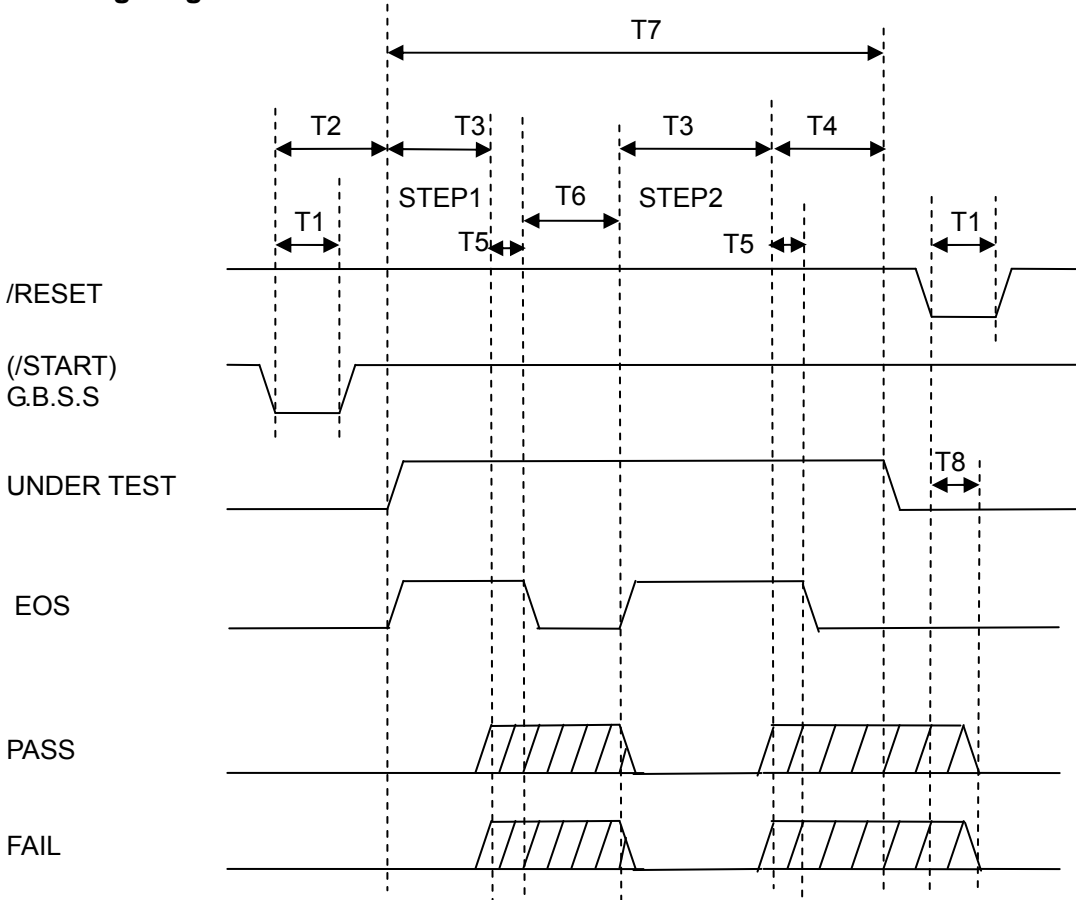 T7
T2
T3
T3
T4
STEP1
T6
STEP2
T1
T5
T5
T1
/RESET
(/START)
G.B.S.S
UNDER TEST
T8
EOS
PASS
FAIL